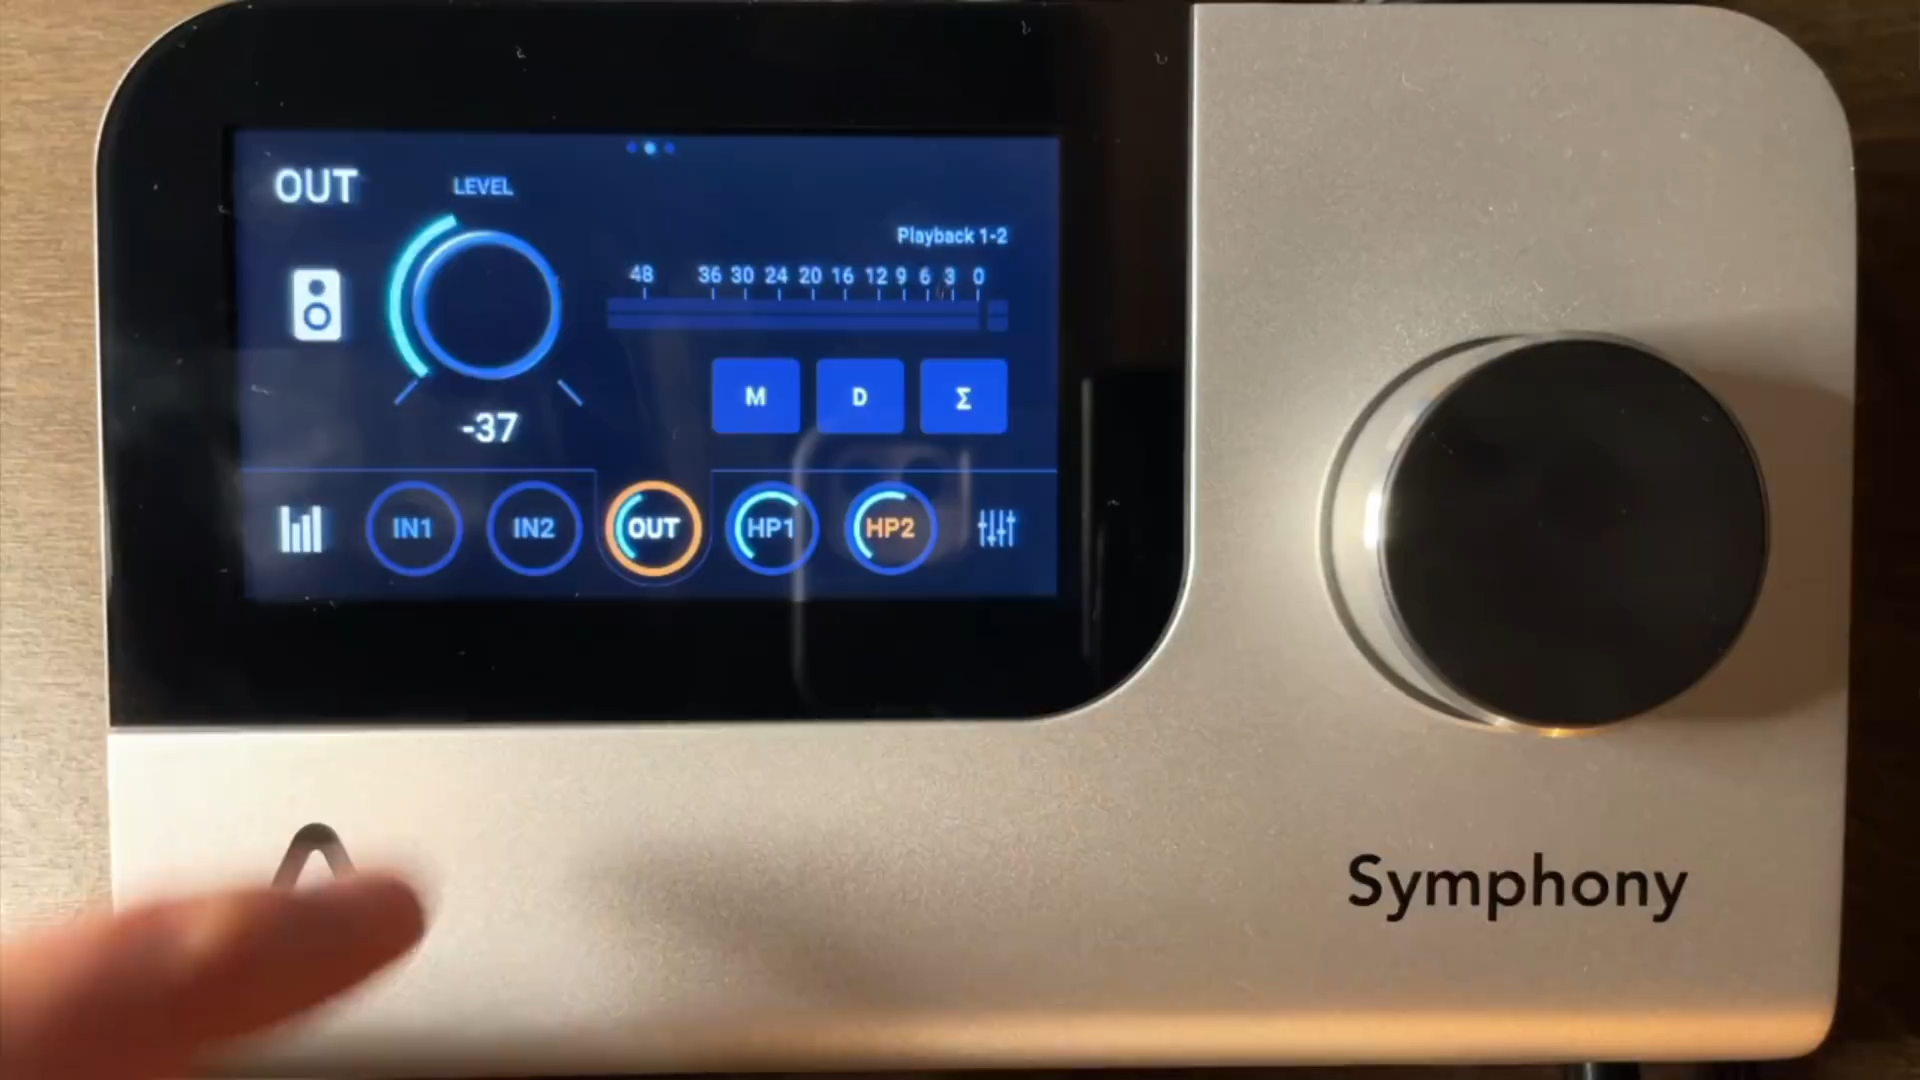 OUT
LEVEL
Playback 1-2
48 36 30 24 20 16 12 9 6 3 0
M D Σ
-37
IN1 IN2 OUT HP1 HP2
Symphony